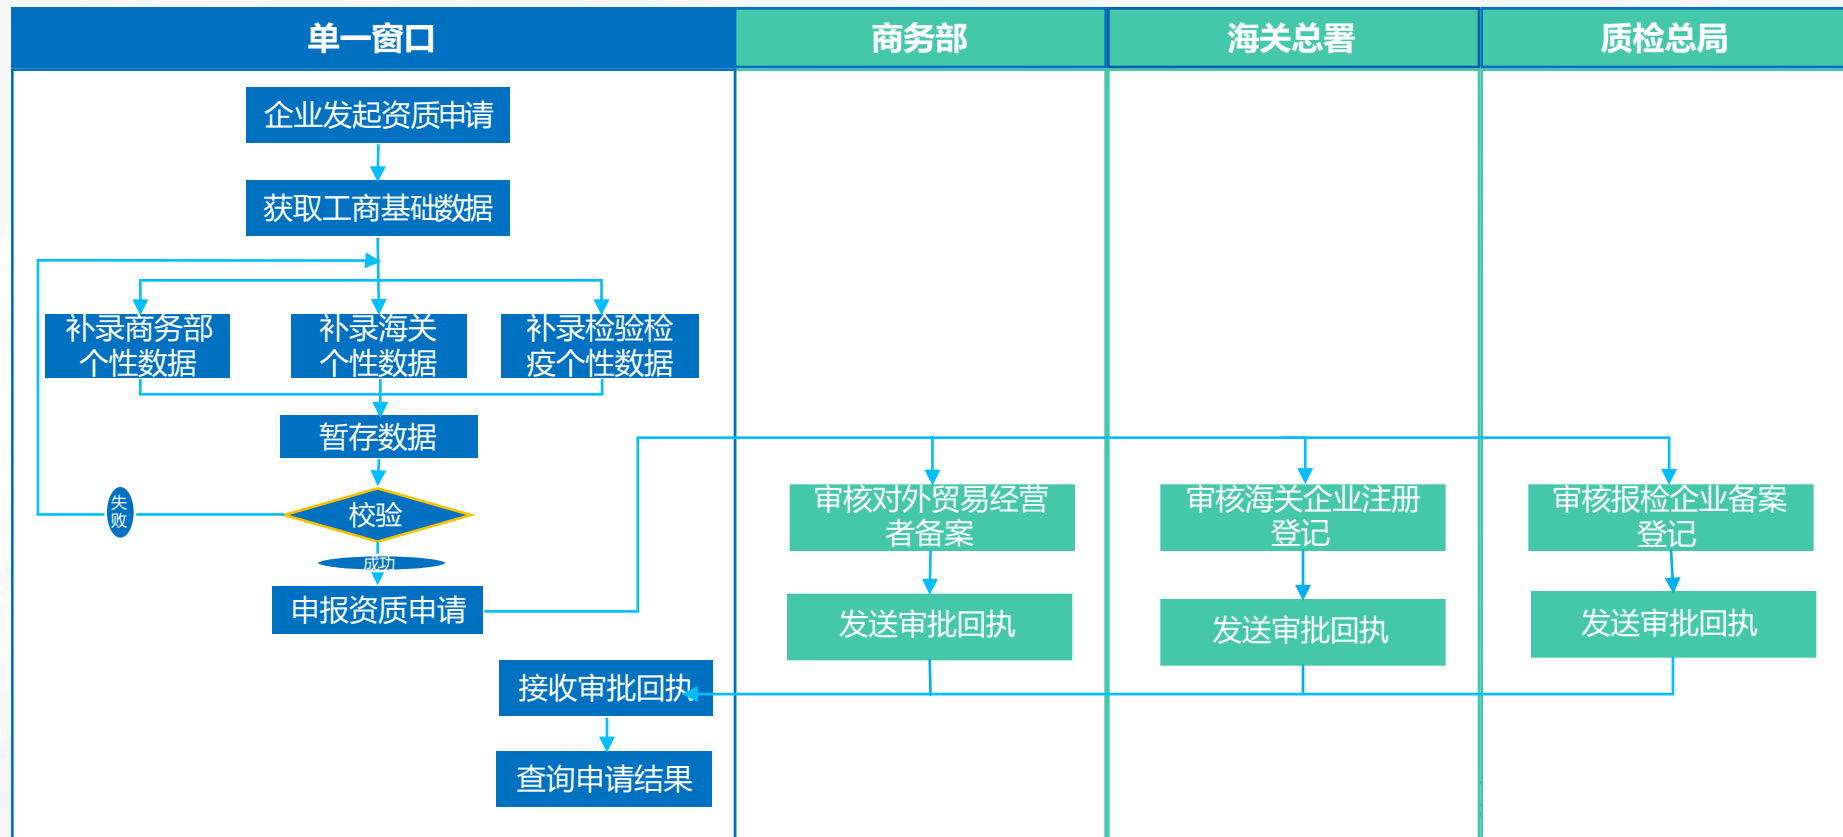 单一窗口
商务部
海关总署
质检总局
企业发起资质申请
获取工商基础数据
补录商务部
个性数据
补录海关
个性数据
补录检验检
疫个性数据
暂存数据
校验
失
败
成功
申报资质申请
审核对外贸易经营
者备案
审核海关企业注册
登记
审核报检企业备案
登记
发送审批回执
发送审批回执
发送审批回执
接收审批回执
查询申请结果